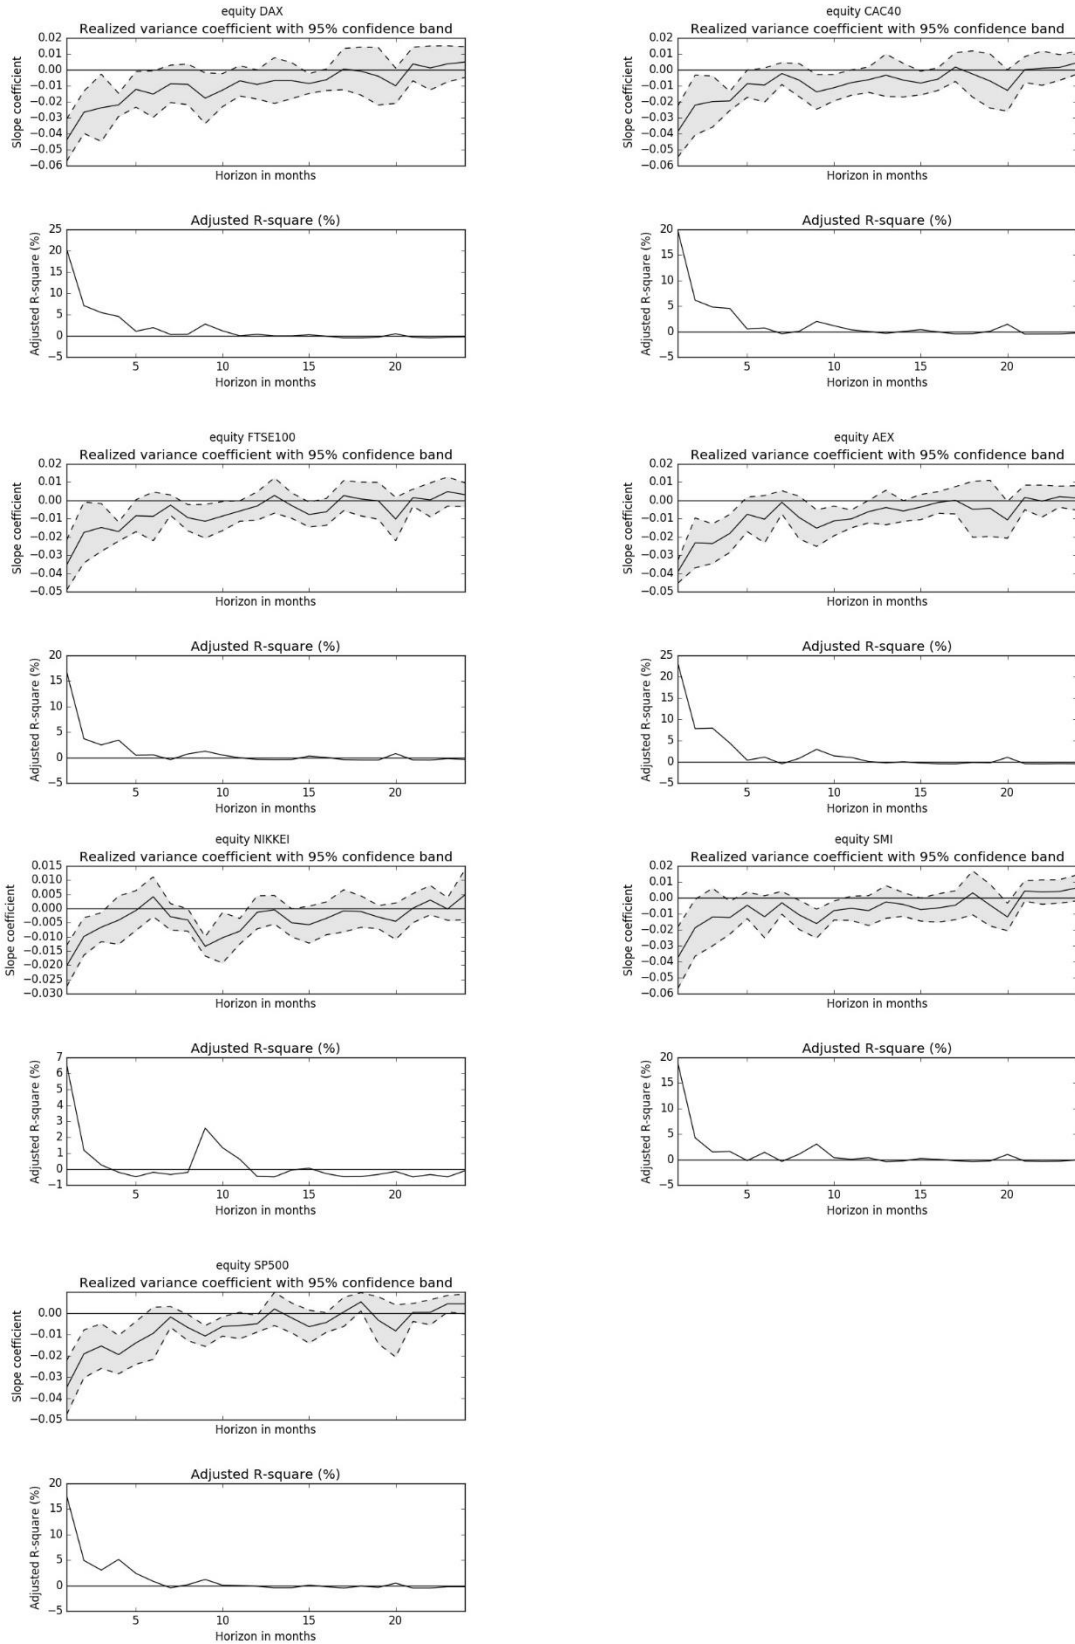 equity DAX
Realized variance coefficient with 95% confidence band
Slope coefficient
0.02
0.01
0.00
−0.01
−0.02
−0.03
−0.04
−0.05
−0.06
Horizon in months
Adjusted R-square (%)
Adjusted R-square (%)
25
20
15
10
5
0
−5
5 10 15 20
Horizon in months
equity CAC40
Realized variance coefficient with 95% confidence band
Slope coefficient
0.02
0.01
0.00
−0.01
−0.02
−0.03
−0.04
−0.05
−0.06
Horizon in months
Adjusted R-square (%)
Adjusted R-square (%)
20
15
10
5
0
−5
5 10 15 20
Horizon in months
equity FTSE100
Realized variance coefficient with 95% confidence band
Slope coefficient
0.02
0.01
0.00
−0.01
−0.02
−0.03
−0.04
−0.05
Horizon in months
Adjusted R-square (%)
Adjusted R-square (%)
20
15
10
5
0
−5
5 10 15 20
Horizon in months
equity AEX
Realized variance coefficient with 95% confidence band
Slope coefficient
0.02
0.01
0.00
−0.01
−0.02
−0.03
−0.04
−0.05
Horizon in months
Adjusted R-square (%)
Adjusted R-square (%)
25
20
15
10
5
0
−5
5 10 15 20
Horizon in months
equity NIKKEI
Realized variance coefficient with 95% confidence band
Slope coefficient
0.015
0.010
0.005
0.000
−0.005
−0.010
−0.015
−0.020
−0.025
−0.030
Horizon in months
Adjusted R-square (%)
Adjusted R-square (%)
7
6
5
4
3
2
1
0
−1
5 10 15 20
Horizon in months
equity SMI
Realized variance coefficient with 95% confidence band
Slope coefficient
0.02
0.01
0.00
−0.01
−0.02
−0.03
−0.04
−0.05
−0.06
Horizon in months
Adjusted R-square (%)
Adjusted R-square (%)
20
15
10
5
0
−5
5 10 15 20
Horizon in months
equity SP500
Realized variance coefficient with 95% confidence band
Slope coefficient
0.00
−0.01
−0.02
−0.03
−0.04
−0.05
Horizon in months
Adjusted R-square (%)
Adjusted R-square (%)
20
15
10
5
0
−5
5 10 15 20
Horizon in months